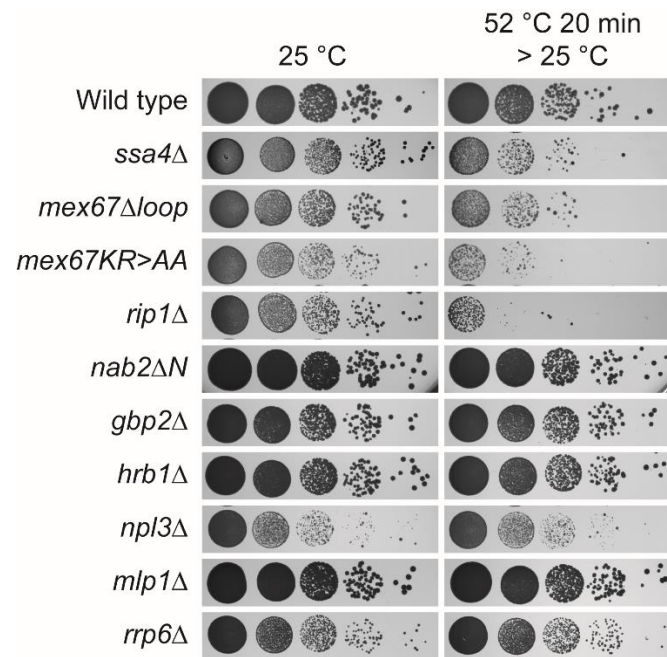 52 °C 20 min
25 °C > 25 °C
Wild type
ssa4Δ
mex67Δloop
mex67KR>AA
rip1Δ
nab2ΔN
gbp2Δ
hrb1Δ
npl3Δ
mlp1Δ
rrp6Δ